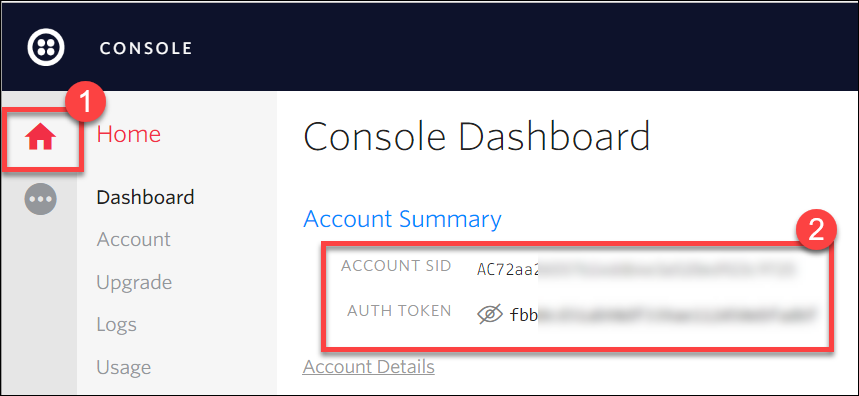 CONSOLE
1
Home
Console Dashboard
Dashboard
Account Summary
2
Account
ACCOUNT SID AC72aa2
Upgrade
AUTH TOKEN fbb
Logs
Usage
Account Details